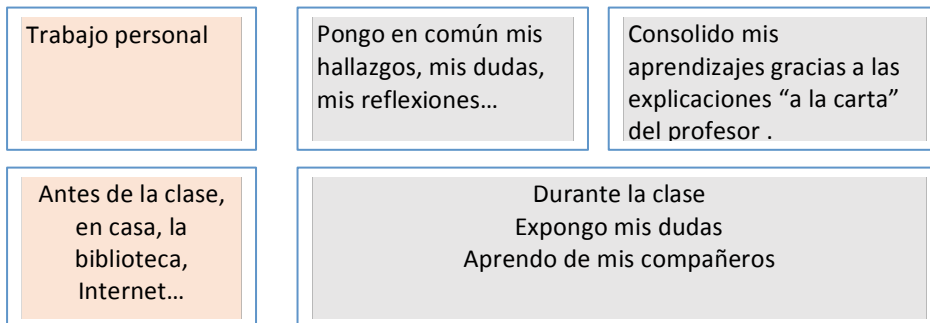 Trabajo personal
Pongo en común mis
hallazgos, mis dudas,
mis reflexiones…
Consolido mis
aprendizajes gracias a las
explicaciones “a la carta”
del profesor .
Antes de la clase,
en casa, la
biblioteca,
Internet…
Durante la clase
Expongo mis dudas
Aprendo de mis compañeros